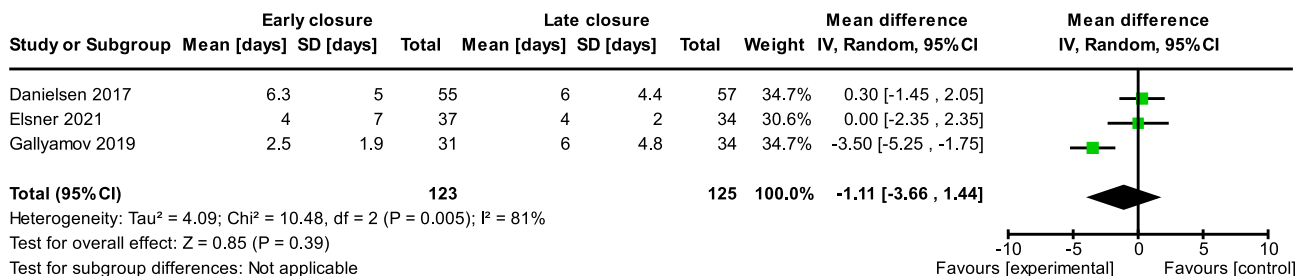 Early closure Late closure Mean difference Mean difference
Study or Subgroup Mean [days] SD [days] Total Mean [days] SD [days] Total Weight IV, Random, 95%CI IV, Random, 95%CI
Danielsen 2017 6.3 5 55 6 4.4 57 34.7% 0.30 [-1.45 , 2.05]
Elsner 2021 4 7 37 4 2 34 30.6% 0.00 [-2.35 , 2.35]
Gallyamov 2019 2.5 1.9 31 6 4.8 34 34.7% -3.50 [-5.25 , -1.75]
Total (95%CI) 123 125 100.0% -1.11 [-3.66 , 1.44]
Heterogeneity: Tau² = 4.09; Chi² = 10.48, df = 2 (P = 0.005); I² = 81%
Test for overall effect: Z = 0.85 (P = 0.39) -10 -5 0 5 10
Test for subgroup differences: Not applicable Favours [experimental] Favours [control]